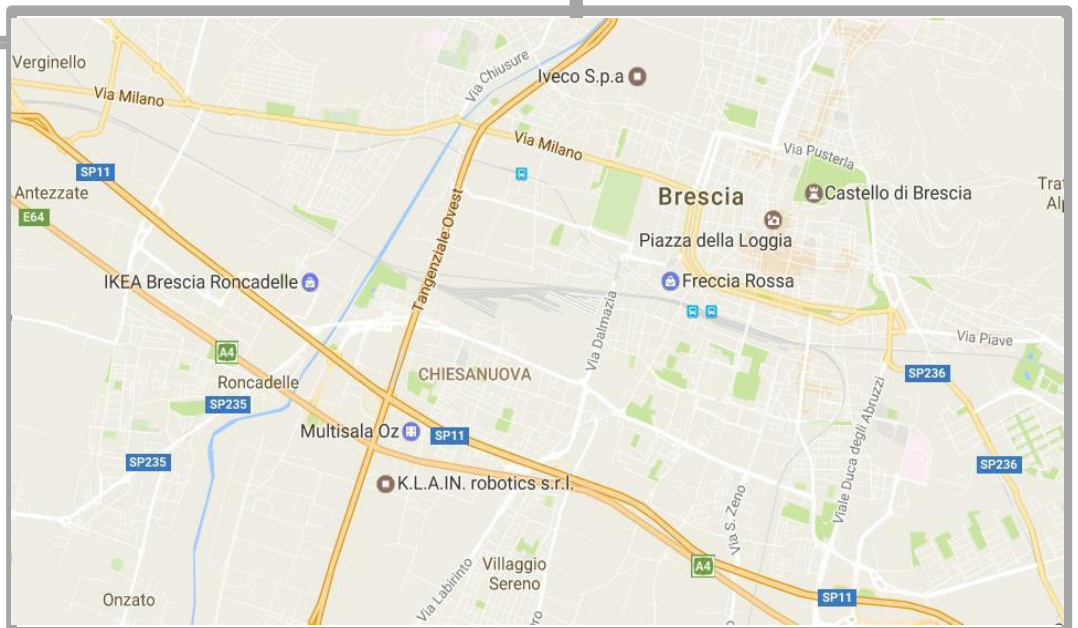 Verginello
Via Chiusure
Iveco S.p.a
Via Milano
Via Milano
Via Pusterla
SP11
Antezzate
Brescia
Castello di Brescia
E64
Piazza della Loggia
Tangenziale Ovest
IKEA Brescia Roncadelle
Freccia Rossa
Via Dalmazia
Via Piave
A4
Roncadelle
CHIESANUOVA
SP236
SP235
Multisala Oz
SP11
Viale Duca degli Abruzzi
SP235
SP236
K.L.A.IN. robotics s.r.l.
Via S. Zeno
Villaggio
Sereno
A4
Via Labirinto
Onzato
SP11